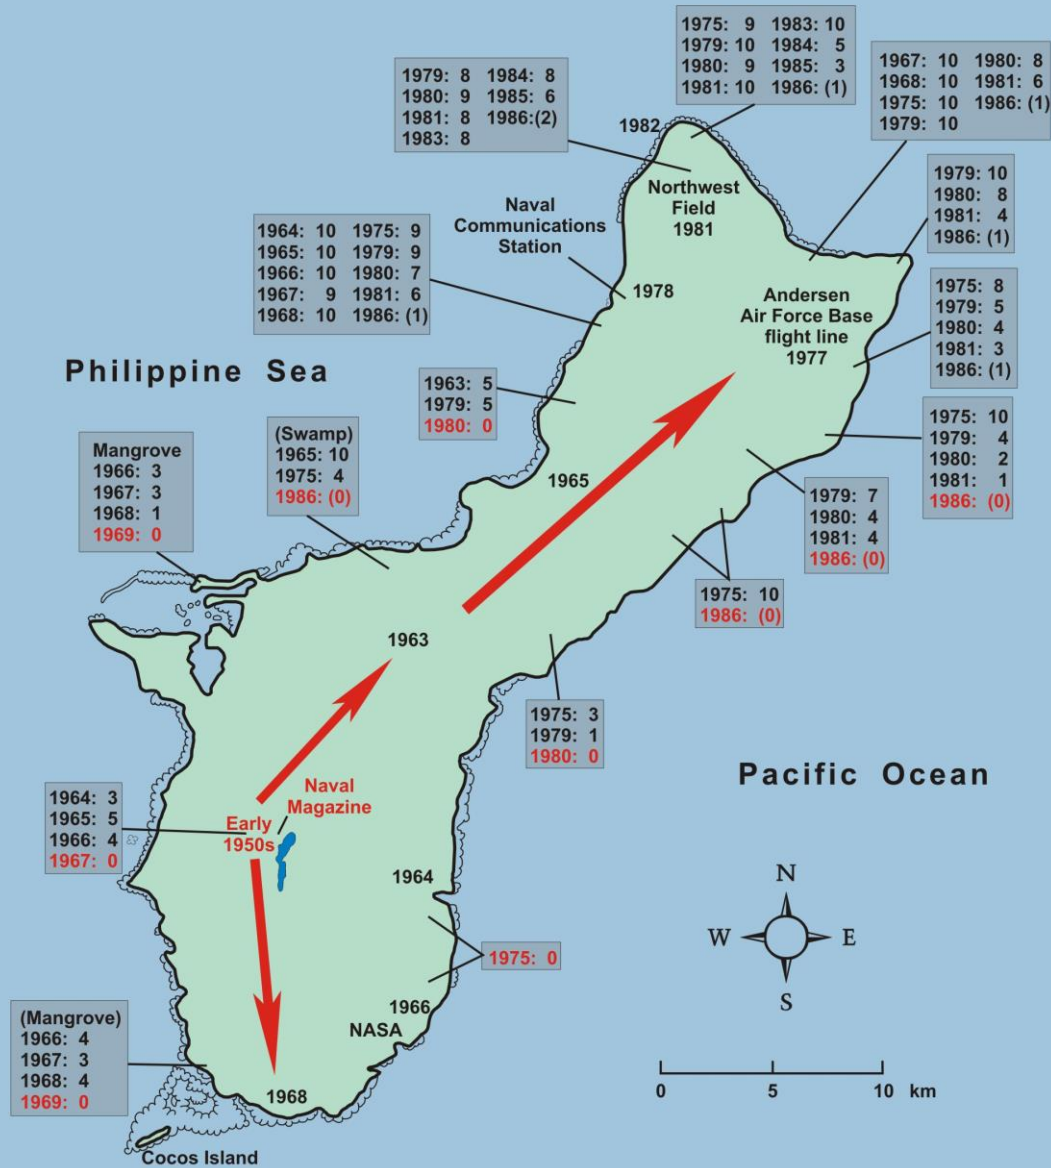 1975: 9 1983: 10
1979: 10 1984: 5
1980: 9 1985: 3
1981: 10 1986: (1)
1967: 10 1980: 8
1968: 10 1981: 6
1975: 10 1986: (1)
1979: 10
1979: 8 1984: 8
1980: 9 1985: 6
1981: 8 1986:(2)
1983: 8
1982
1979: 10
1980: 8
1981: 4
1986: (1)
Northwest
Field
1981
Naval
Communications
Station
1978
1964: 10 1975: 9
1965: 10 1979: 9
1966: 10 1980: 7
1967: 9 1981: 6
1968: 10 1986: (1)
Andersen
Air Force Base
flight line
1977
1975: 8
1979: 5
1980: 4
1981: 3
1986: (1)
Philippine Sea
1963: 5
1979: 5
1980: 0
1975: 10
1979: 4
1980: 2
1981: 1
1986: (0)
(Swamp)
1965: 10
1975: 4
1986: (0)
Mangrove
1966: 3
1967: 3
1968: 1
1969: 0
1965
1979: 7
1980: 4
1981: 4
1986: (0)
1975: 10
1986: (0)
1963
1975: 3
1979: 1
1980: 0
Pacific Ocean
Naval
Magazine
Early
1950s
1964: 3
1965: 5
1966: 4
1967: 0
1964
N
W E
S
1975: 0
1966
NASA
(Mangrove)
1966: 4
1967: 3
1968: 4
1969: 0
1968
0 5 10 km
Cocos Island